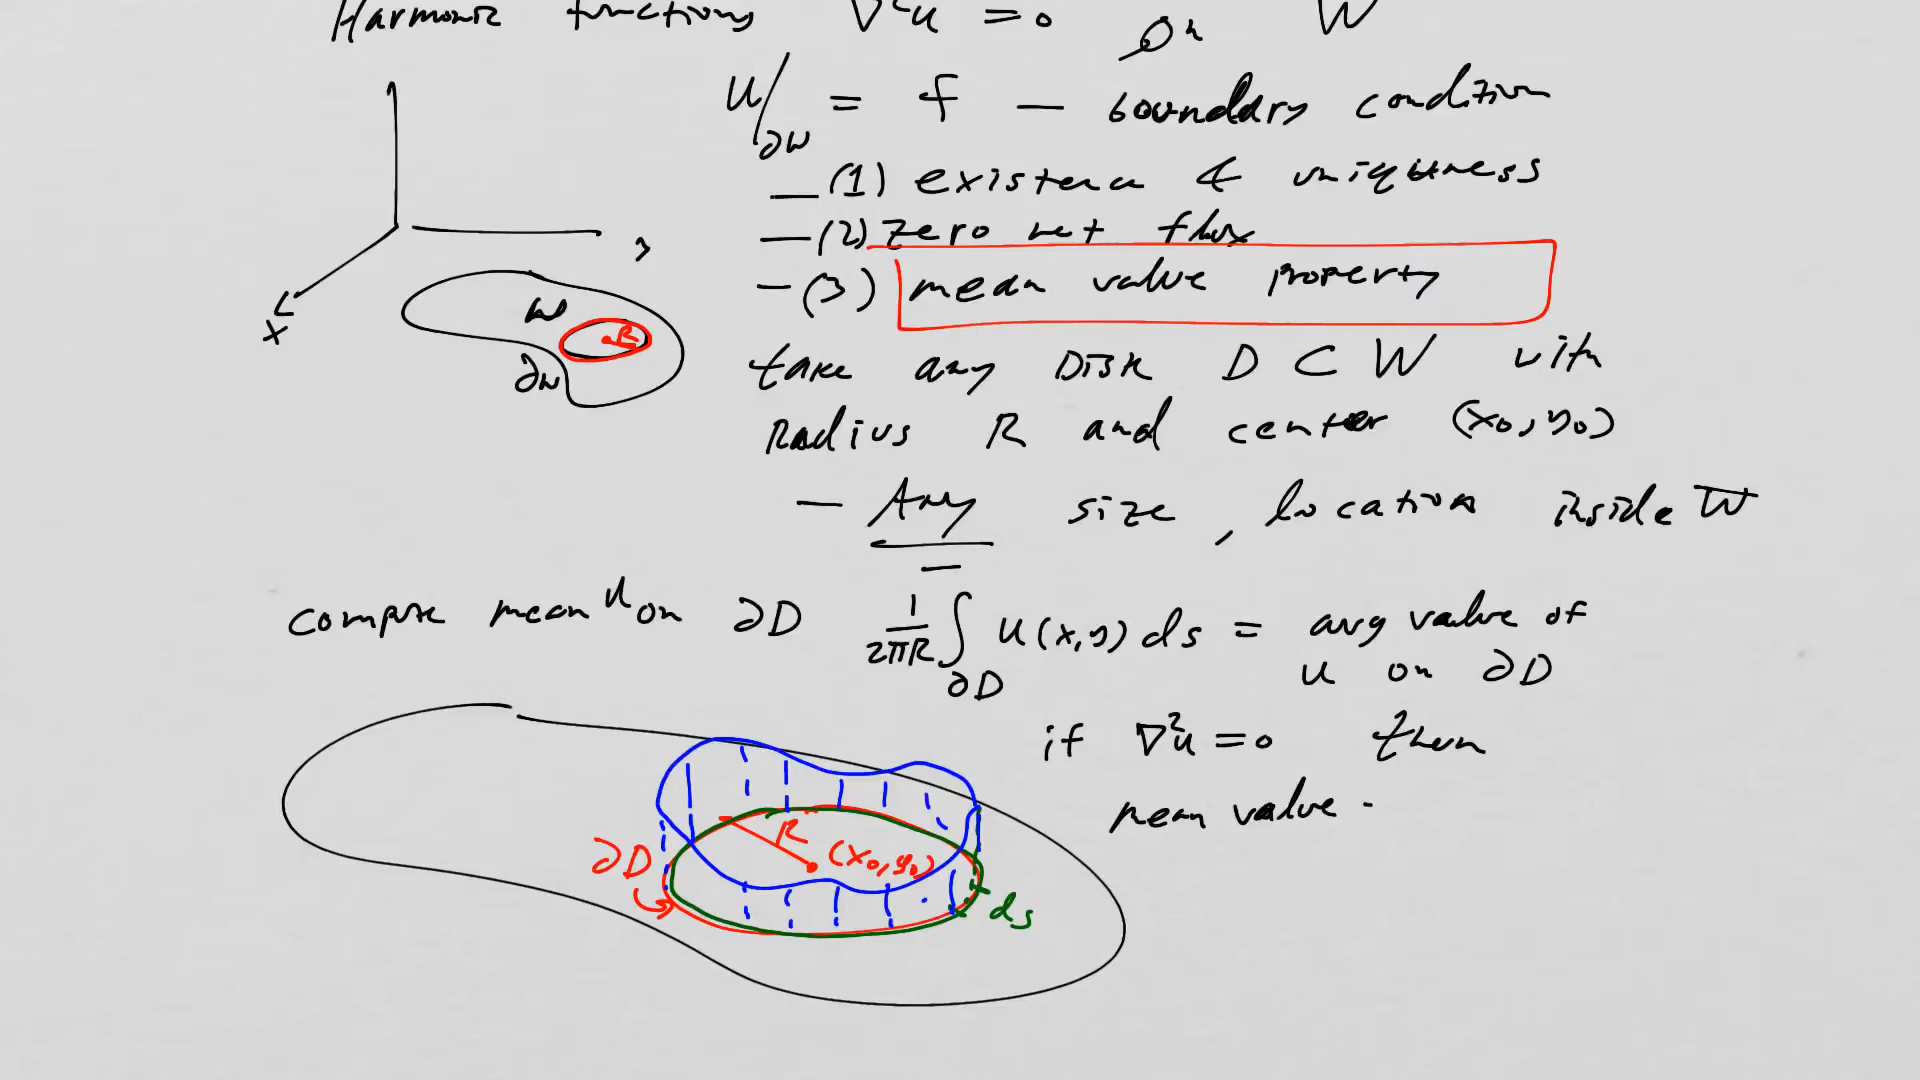 Harmonic functions ∇²u = 0 on W
u/∂W = f — boundary condition
— (1) existence & uniqueness
— (2) zero net flux
— (3) mean value property
take any Disk D ⊂ W with
Radius R and center (x₀, y₀)
— Any size, location inside W
compute mean u on ∂D 1/2πR ∫∂D u(x,y) ds = avg value of
u on ∂D
if ∇²u = 0 then
mean value -
y
x
W
R
∂W
∂D
R
(x₀, y₀)
ds